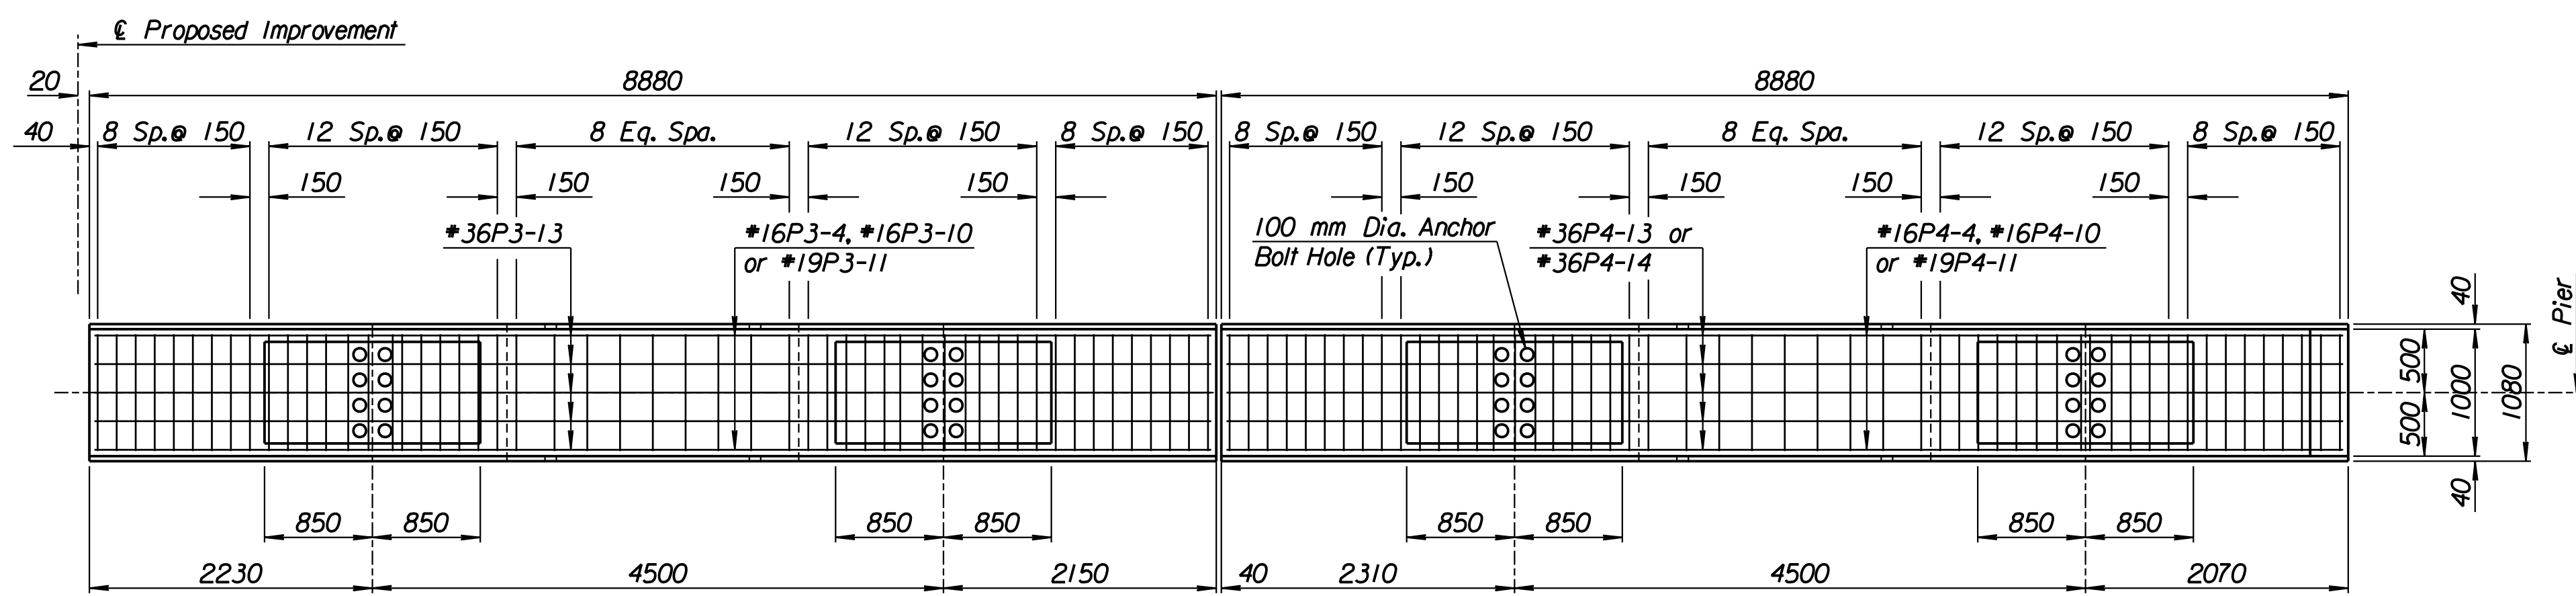 ℄ Proposed Improvement
20
8880
8880
40
8 Sp.@ 150
12 Sp.@ 150
8 Eq. Spa.
12 Sp.@ 150
8 Sp.@ 150
8 Sp.@ 150
12 Sp.@ 150
8 Eq. Spa.
12 Sp.@ 150
8 Sp.@ 150
150
150
150
150
150
150
150
150
#36P3-13
#16P3-4, #16P3-10
or #19P3-11
100 mm Dia. Anchor
Bolt Hole (Typ.)
#36P4-13 or
#36P4-14
#16P4-4, #16P4-10
or #19P4-11
40
500
500
1000
1080
40
℄ Pier
850
850
850
850
850
850
850
850
2230
4500
2150
40
2310
4500
2070